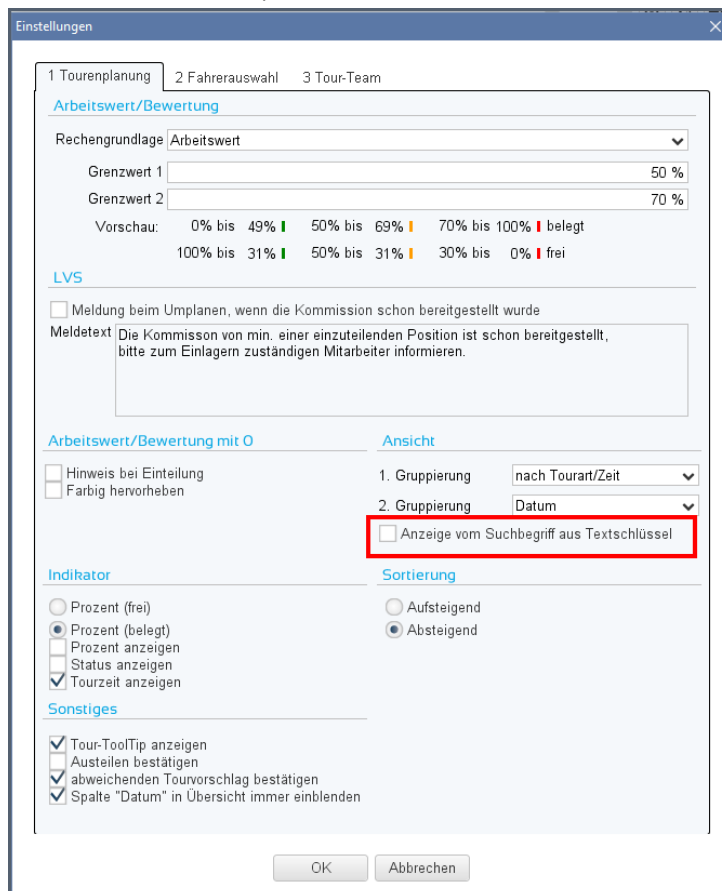 Einstellungen
1 Tourenplanung 2 Fahrerauswahl 3 Tour-Team
Arbeitswert/Bewertung
Rechengrundlage Arbeitswert
Grenzwert 1 50 %
Grenzwert 2 70 %
Vorschau: 0% bis 49% 50% bis 69% 70% bis 100% belegt
100% bis 31% 50% bis 31% 30% bis 0% frei
LVS
Meldung beim Umplanen, wenn die Kommission schon bereitgestellt wurde
Meldetext Die Kommisson von min. einer einzuteilenden Position ist schon bereitgestellt,
bitte zum Einlagern zuständigen Mitarbeiter informieren.
Arbeitswert/Bewertung mit 0
Hinweis bei Einteilung
Farbig hervorheben
Ansicht
1. Gruppierung nach Tourart/Zeit
2. Gruppierung Datum
Anzeige vom Suchbegriff aus Textschlüssel
Indikator
Prozent (frei)
Prozent (belegt)
Prozent anzeigen
Status anzeigen
Tourzeit anzeigen
Sortierung
Aufsteigend
Absteigend
Sonstiges
Tour-ToolTip anzeigen
Austeilen bestätigen
abweichenden Tourvorschlag bestätigen
Spalte "Datum" in Übersicht immer einblenden
OK Abbrechen